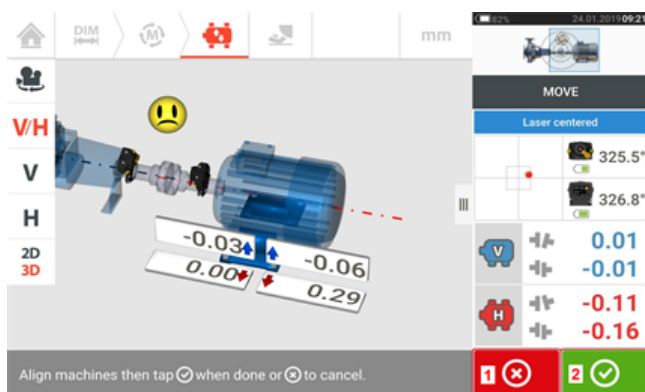 DIM
M
mm
82%
24.01.2019 09:21
MOVE
Laser centered
325.5°
326.8°
V/H
V
H
2D
3D
-0.03
-0.06
0.00
0.29
V
0.01
-0.01
H
-0.11
-0.16
Align machines then tap when done or to cancel.
1
2